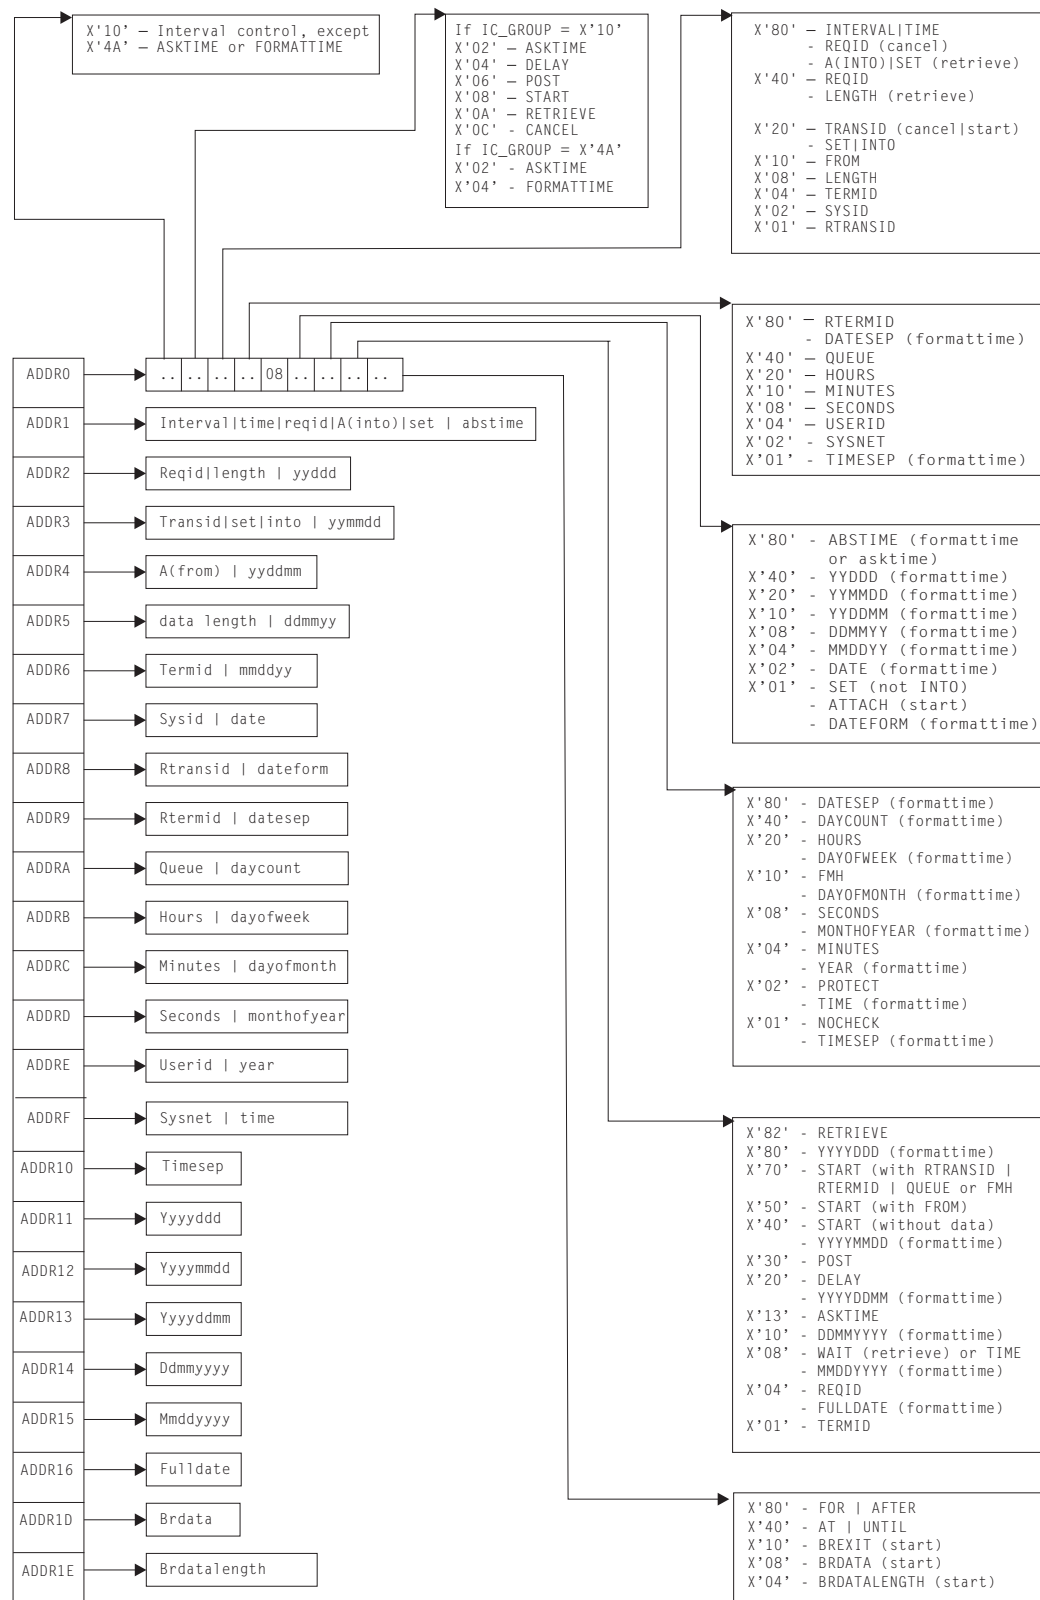 X'10' — Interval control, except
X'4A' — ASKTIME or FORMATTIME
If IC_GROUP = X'10'
X'02' — ASKTIME
X'04' — DELAY
X'06' — POST
X'08' — START
X'0A' — RETRIEVE
X'0C' - CANCEL
If IC_GROUP = X'4A'
X'02' - ASKTIME
X'04' - FORMATTIME
X'80' — INTERVAL|TIME
- REQID (cancel)
- A(INTO)|SET (retrieve)
X'40' — REQID
- LENGTH (retrieve)
X'20' — TRANSID (cancel|start)
- SET|INTO
X'10' — FROM
X'08' — LENGTH
X'04' — TERMID
X'02' — SYSID
X'01' — RTRANSID
X'80' — RTERMID
- DATESEP (formattime)
X'40' — QUEUE
X'20' — HOURS
X'10' — MINUTES
X'08' — SECONDS
X'04' — USERID
X'02' - SYSNET
X'01' - TIMESEP (formattime)
X'80' - ABSTIME (formattime
or asktime)
X'40' - YYDDD (formattime)
X'20' - YYMMDD (formattime)
X'10' - YYDDMM (formattime)
X'08' - DDMMYY (formattime)
X'04' - MMDDYY (formattime)
X'02' - DATE (formattime)
X'01' - SET (not INTO)
- ATTACH (start)
- DATEFORM (formattime)
X'80' - DATESEP (formattime)
X'40' - DAYCOUNT (formattime)
X'20' - HOURS
- DAYOFWEEK (formattime)
X'10' - FMH
- DAYOFMONTH (formattime)
X'08' - SECONDS
- MONTHOFYEAR (formattime)
X'04' - MINUTES
- YEAR (formattime)
X'02' - PROTECT
- TIME (formattime)
X'01' - NOCHECK
- TIMESEP (formattime)
X'82' - RETRIEVE
X'80' - YYYYDDD (formattime)
X'70' - START (with RTRANSID |
RTERMID | QUEUE or FMH
X'50' - START (with FROM)
X'40' - START (without data)
- YYYYMMDD (formattime)
X'30' - POST
X'20' - DELAY
- YYYYDDMM (formattime)
X'13' - ASKTIME
X'10' - DDMMYYYY (formattime)
X'08' - WAIT (retrieve) or TIME
- MMDDYYYY (formattime)
X'04' - REQID
- FULLDATE (formattime)
X'01' - TERMID
X'80' - FOR | AFTER
X'40' - AT | UNTIL
X'10' - BREXIT (start)
X'08' - BRDATA (start)
X'04' - BRDATALENGTH (start)
ADDR0 .. .. .. .. 08 .. .. .. ..
ADDR1 Interval|time|reqid|A(into)|set | abstime
ADDR2 Reqid|length | yyddd
ADDR3 Transid|set|into | yymmdd
ADDR4 A(from) | yyddmm
ADDR5 data length | ddmmyy
ADDR6 Termid | mmddyy
ADDR7 Sysid | date
ADDR8 Rtransid | dateform
ADDR9 Rtermid | datesep
ADDRA Queue | daycount
ADDRB Hours | dayofweek
ADDRC Minutes | dayofmonth
ADDRD Seconds | monthofyear
ADDRE Userid | year
ADDRF Sysnet | time
ADDR10 Timesep
ADDR11 Yyyyddd
ADDR12 Yyyymmdd
ADDR13 Yyyyddmm
ADDR14 Ddmmyyyy
ADDR15 Mmddyyyy
ADDR16 Fulldate
ADDR1D Brdata
ADDR1E Brdatalength